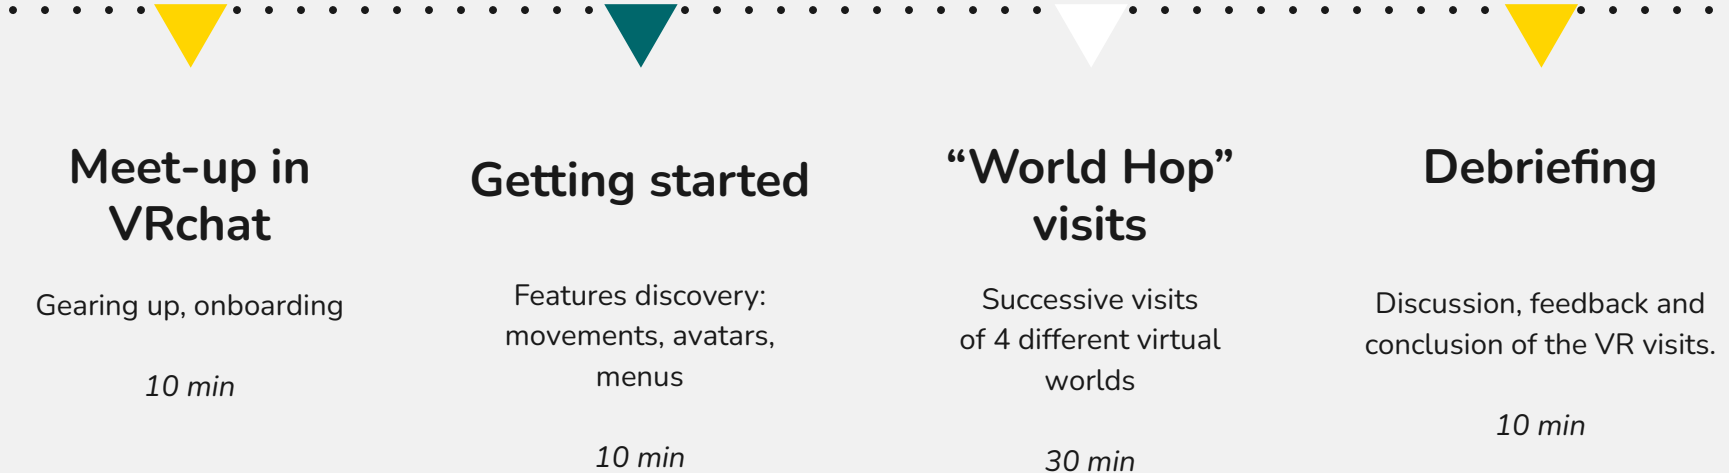 Meet-up in
VRchat
Gearing up, onboarding
10 min
Getting started
Features discovery:
movements, avatars,
menus
10 min
“World Hop”
visits
Successive visits
of 4 different virtual
worlds
30 min
Debriefing
Discussion, feedback and
conclusion of the VR visits.
10 min